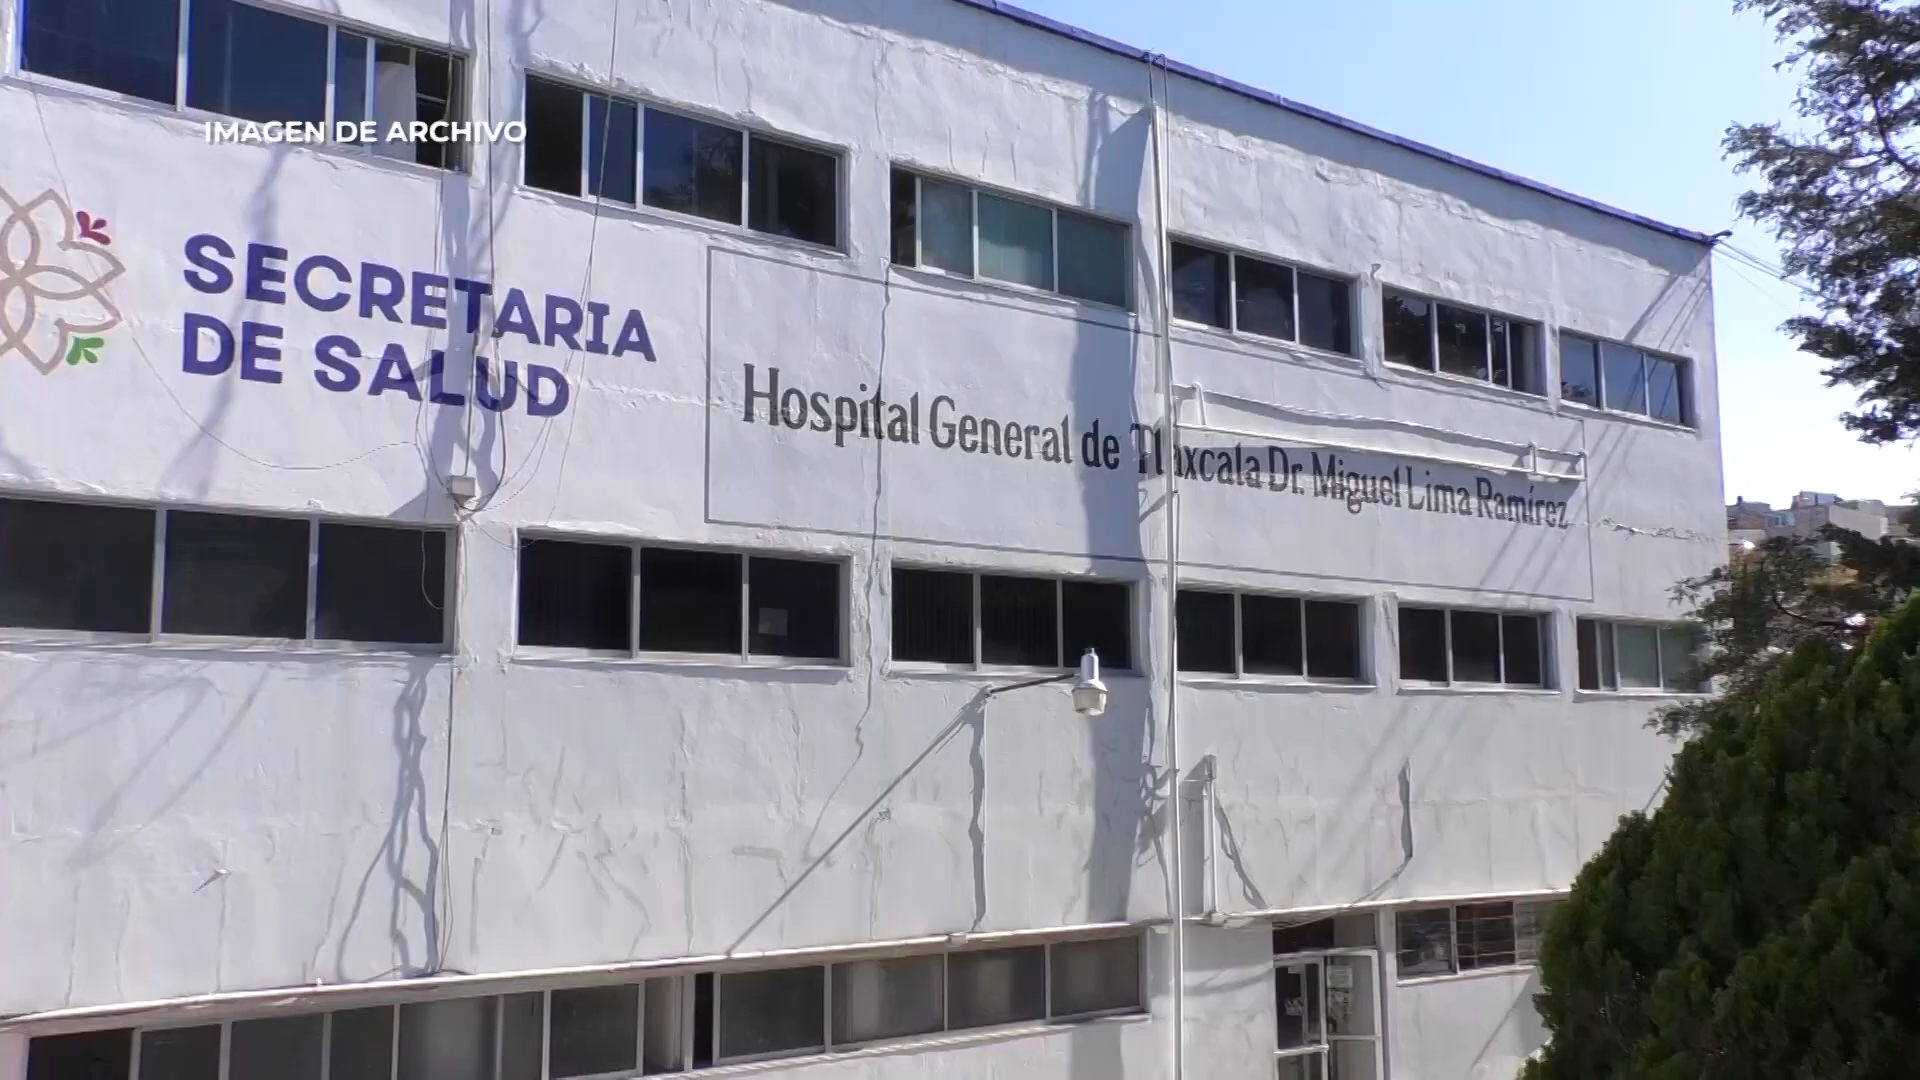 IMAGEN DE ARCHIVO
SECRETARIA
DE SALUD
Hospital General de Tlaxcala Dr. Miguel Lima Ramírez